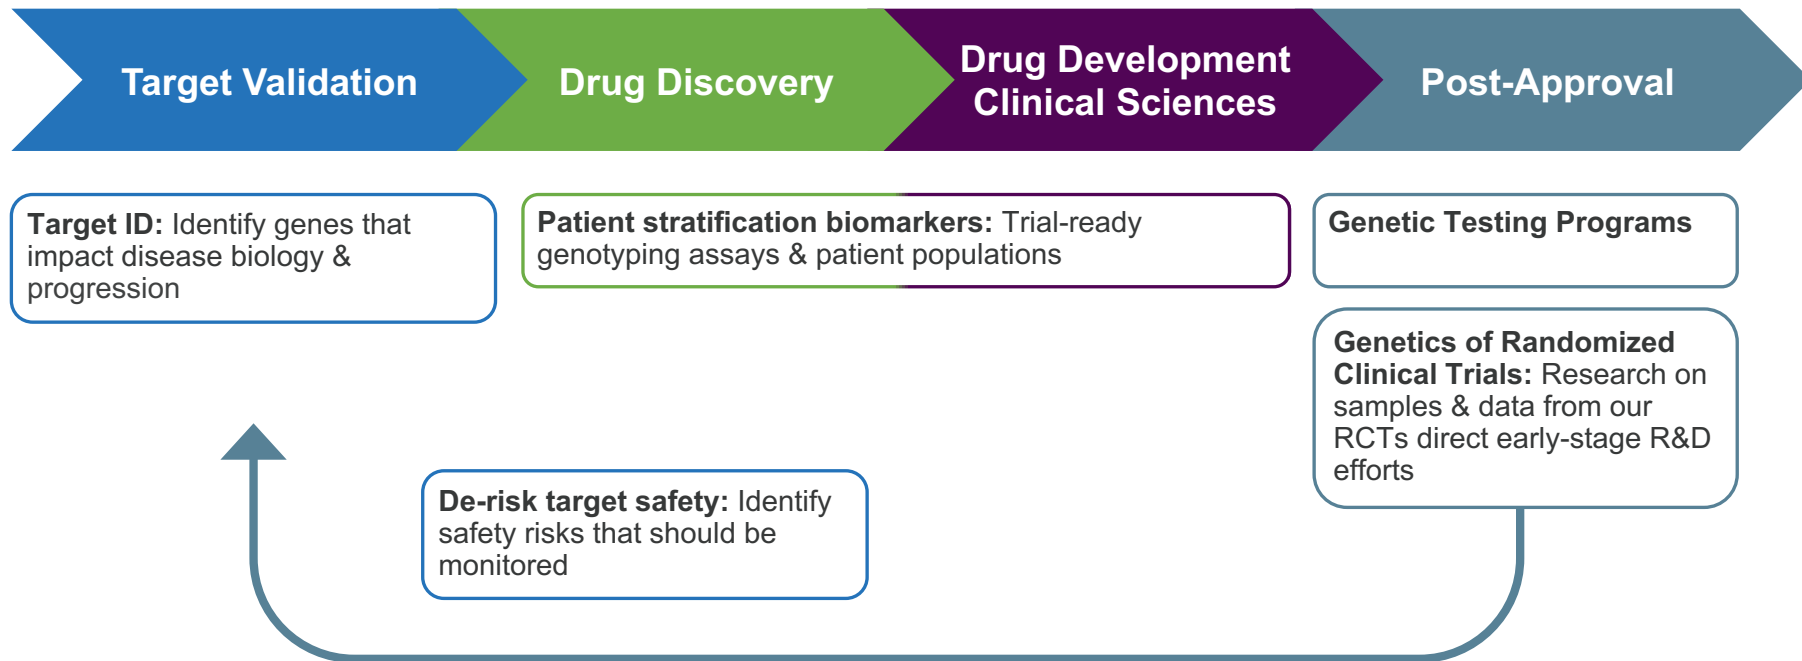 Target Validation
Drug Discovery
Drug Development
Clinical Sciences
Post-Approval
Target ID: Identify genes that
impact disease biology &
progression
Patient stratification biomarkers: Trial-ready
genotyping assays & patient populations
Genetic Testing Programs
Genetics of Randomized
Clinical Trials: Research on
samples & data from our
RCTs direct early-stage R&D
efforts
De-risk target safety: Identify
safety risks that should be
monitored